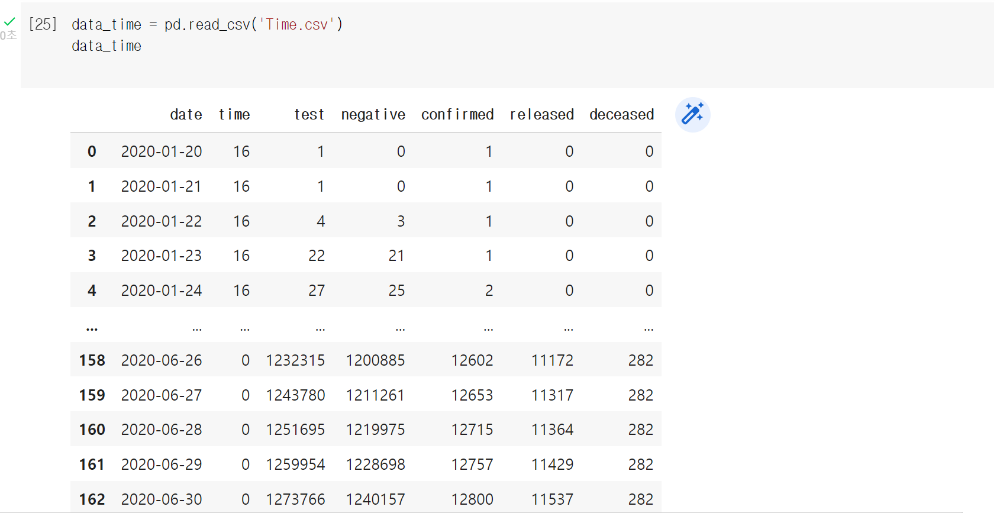 [25] data_time = pd.read_csv('Time.csv')
0초
data_time
date time test negative confirmed released deceased
0 2020-01-20 16 1 0 1 0 0
1 2020-01-21 16 1 0 1 0 0
2 2020-01-22 16 4 3 1 0 0
3 2020-01-23 16 22 21 1 0 0
4 2020-01-24 16 27 25 2 0 0
... ... ... ... ... ... ... ...
158 2020-06-26 0 1232315 1200885 12602 11172 282
159 2020-06-27 0 1243780 1211261 12653 11317 282
160 2020-06-28 0 1251695 1219975 12715 11364 282
161 2020-06-29 0 1259954 1228698 12757 11429 282
162 2020-06-30 0 1273766 1240157 12800 11537 282